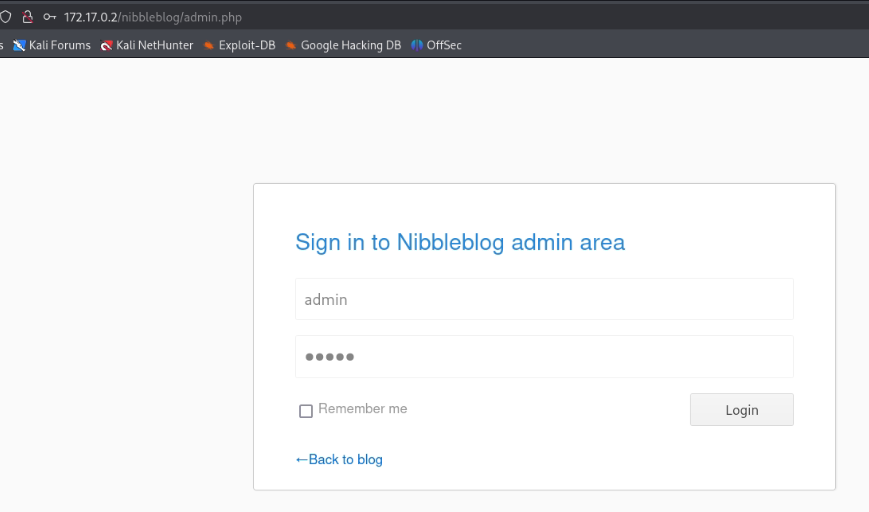 172.17.0.2/nibbleblog/admin.php
s Kali Forums Kali NetHunter Exploit-DB Google Hacking DB OffSec
Sign in to Nibbleblog admin area
admin
●●●●●
Remember me
Login
←Back to blog